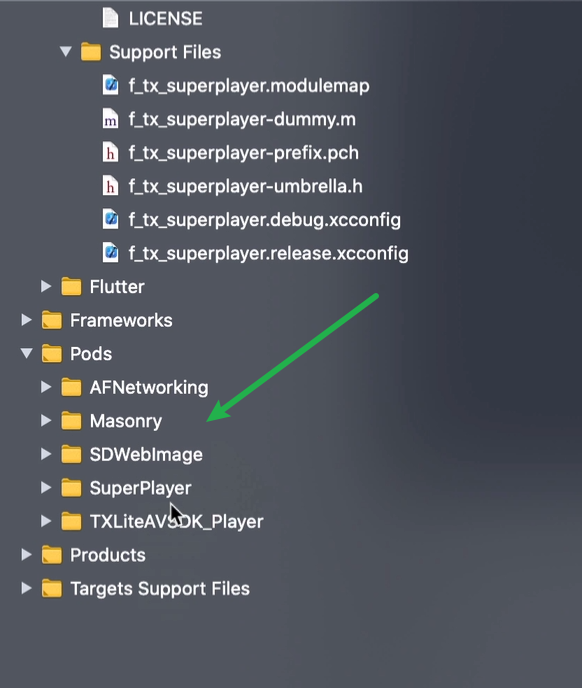 LICENSE
Support Files
f_tx_superplayer.modulemap
m f_tx_superplayer-dummy.m
h f_tx_superplayer-prefix.pch
h f_tx_superplayer-umbrella.h
f_tx_superplayer.debug.xcconfig
f_tx_superplayer.release.xcconfig
Flutter
Frameworks
Pods
AFNetworking
Masonry
SDWebImage
SuperPlayer
TXLiteAVSDK_Player
Products
Targets Support Files